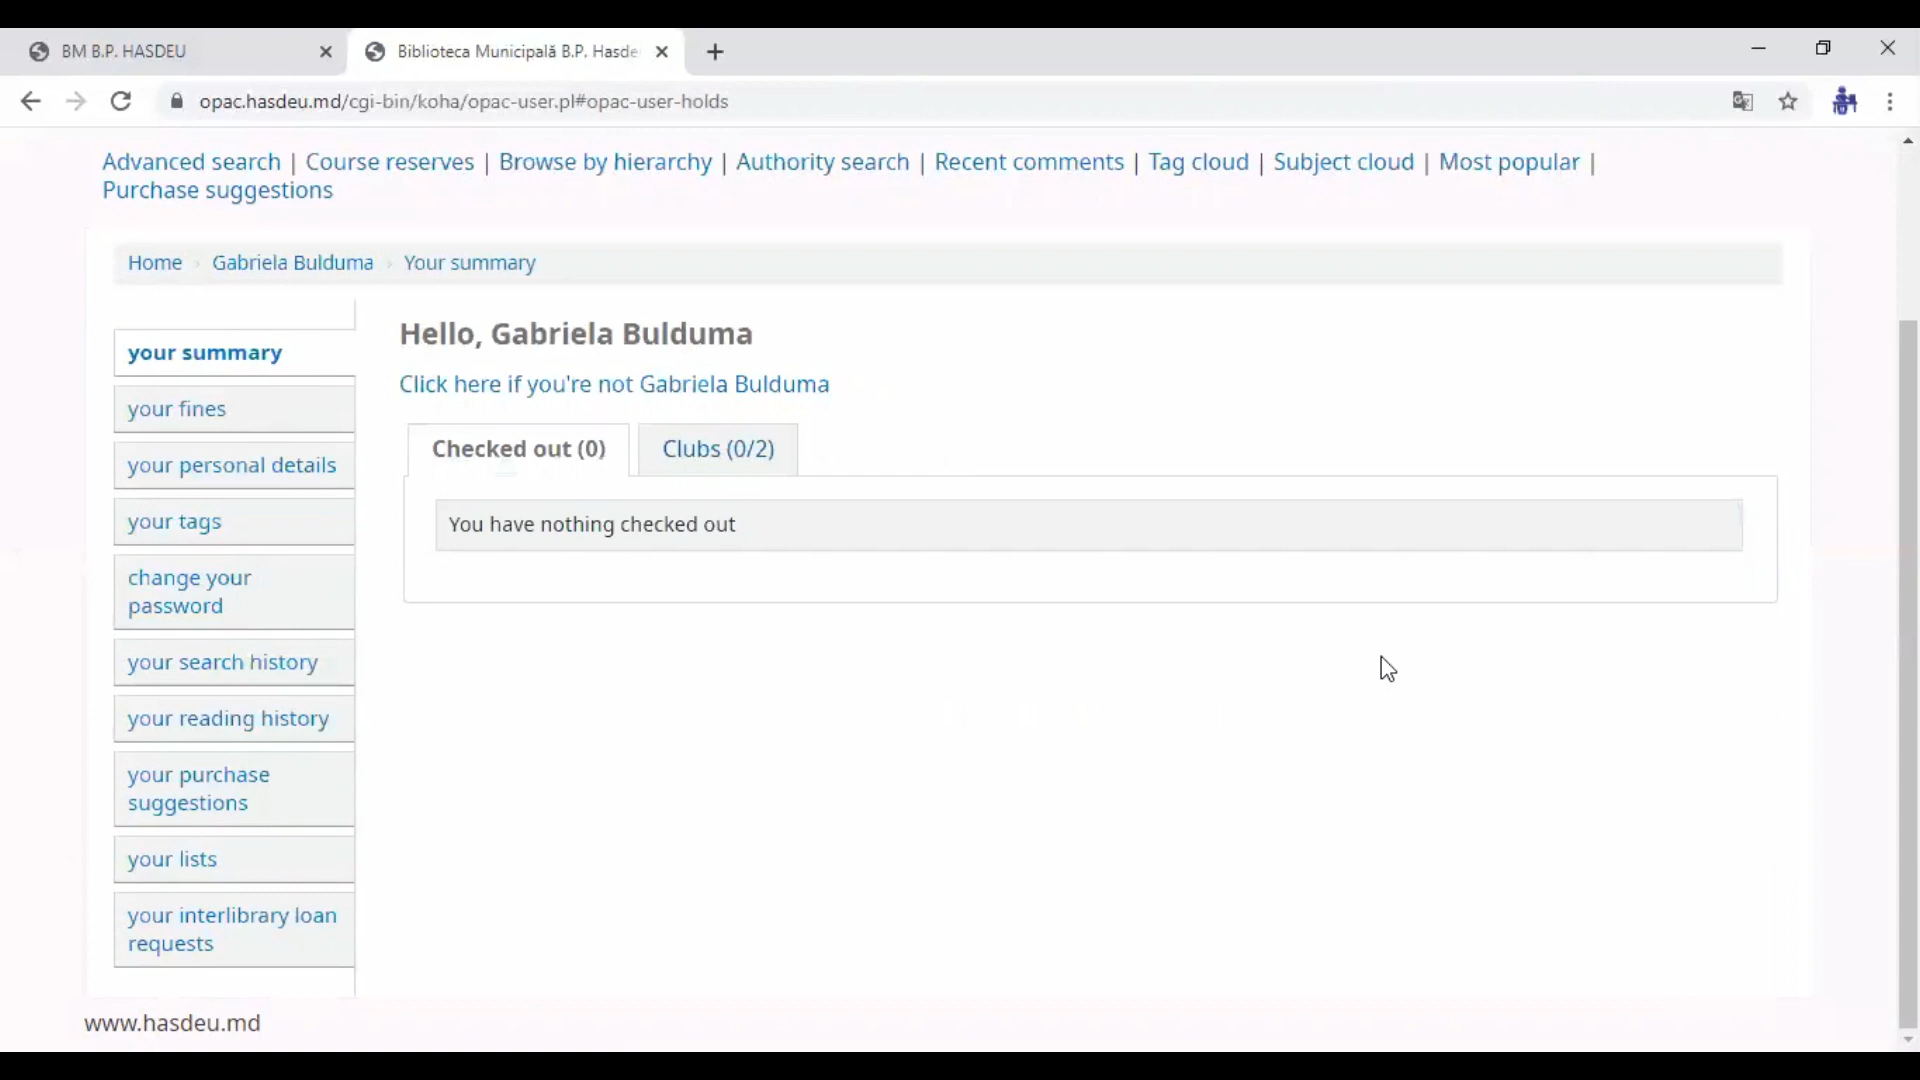 BM B.P. HASDEU
Biblioteca Municipală B.P. Hasde
opac.hasdeu.md/cgi-bin/koha/opac-user.pl#opac-user-holds
Advanced search | Course reserves | Browse by hierarchy | Authority search | Recent comments | Tag cloud | Subject cloud | Most popular |
Purchase suggestions
Home › Gabriela Bulduma › Your summary
your summary
your fines
your personal details
your tags
change your
password
your search history
your reading history
your purchase
suggestions
your lists
your interlibrary loan
requests
Hello, Gabriela Bulduma
Click here if you're not Gabriela Bulduma
Checked out (0)
Clubs (0/2)
You have nothing checked out
www.hasdeu.md